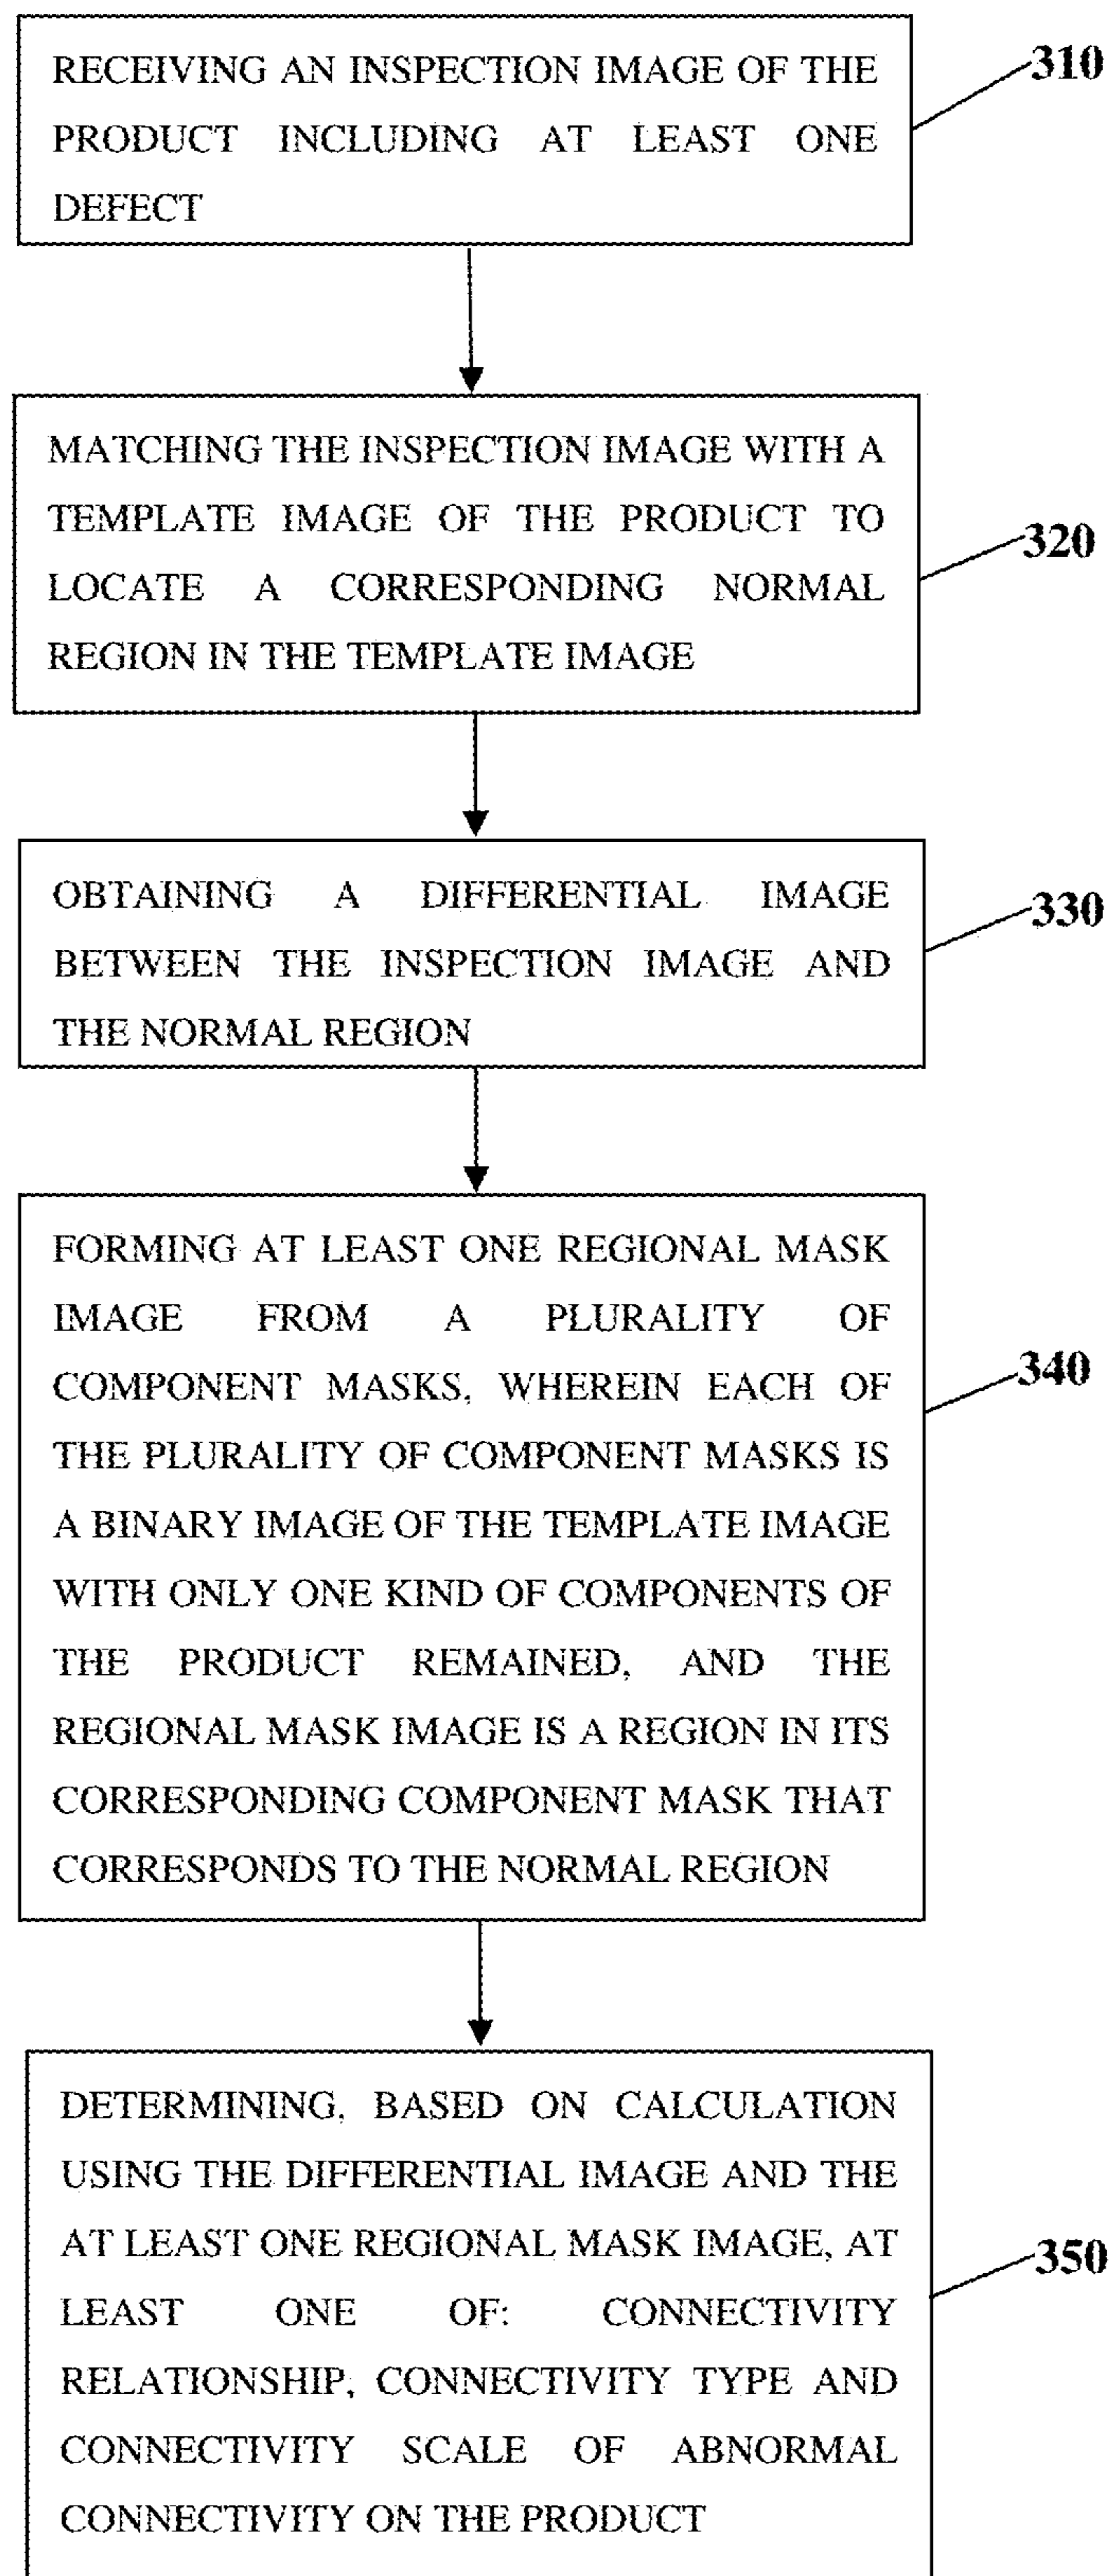 RECEIVING AN INSPECTION IMAGE OF THE
PRODUCT INCLUDING AT LEAST ONE
DEFECT
310
MATCHING THE INSPECTION IMAGE WITH A
TEMPLATE IMAGE OF THE PRODUCT TO
LOCATE A CORRESPONDING NORMAL
REGION IN THE TEMPLATE IMAGE
320
OBTAINING A DIFFERENTIAL IMAGE
BETWEEN THE INSPECTION IMAGE AND
THE NORMAL REGION
330
FORMING AT LEAST ONE REGIONAL MASK
IMAGE FROM A PLURALITY OF
COMPONENT MASKS, WHEREIN EACH OF
THE PLURALITY OF COMPONENT MASKS IS
A BINARY IMAGE OF THE TEMPLATE IMAGE
WITH ONLY ONE KIND OF COMPONENTS OF
THE PRODUCT REMAINED, AND THE
REGIONAL MASK IMAGE IS A REGION IN ITS
CORRESPONDING COMPONENT MASK THAT
CORRESPONDS TO THE NORMAL REGION
340
DETERMINING, BASED ON CALCULATION
USING THE DIFFERENTIAL IMAGE AND THE
AT LEAST ONE REGIONAL MASK IMAGE, AT
LEAST ONE OF: CONNECTIVITY
RELATIONSHIP, CONNECTIVITY TYPE AND
CONNECTIVITY SCALE OF ABNORMAL
CONNECTIVITY ON THE PRODUCT
350